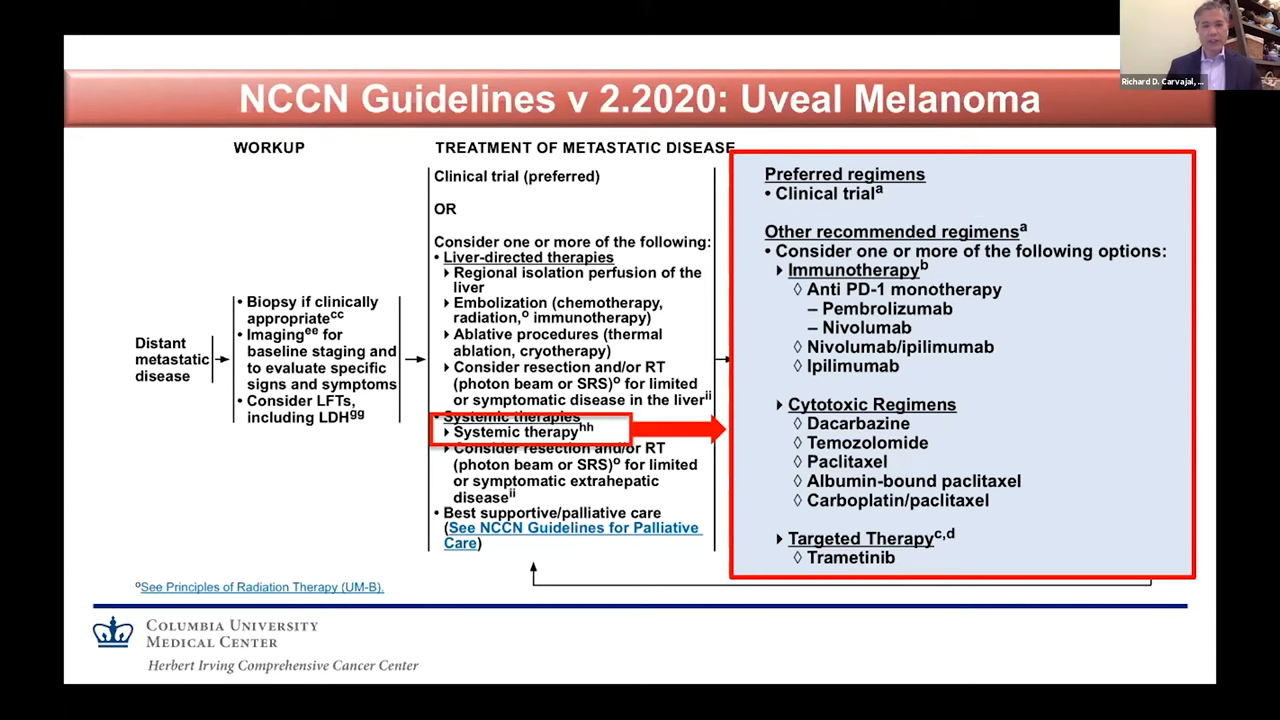 Richard D. Carvajal, ...
NCCN Guidelines v 2.2020: Uveal Melanoma
WORKUP
TREATMENT OF METASTATIC DISEASE
Distant
metastatic
disease
• Biopsy if clinically
appropriatecc
• Imagingee for
baseline staging and
to evaluate specific
signs and symptoms
• Consider LFTs,
including LDHgg
Clinical trial (preferred)
OR
Consider one or more of the following:
• Liver-directed therapies
Regional isolation perfusion of the
liver
Embolization (chemotherapy,
radiation,o immunotherapy)
Ablative procedures (thermal
ablation, cryotherapy)
Consider resection and/or RT
(photon beam or SRS)o for limited
or symptomatic disease in the liverii
• Systemic therapies
Systemic therapyhh
Consider resection and/or RT
(photon beam or SRS)o for limited
or symptomatic extrahepatic
diseaseii
• Best supportive/palliative care
(See NCCN Guidelines for Palliative
Care)
Preferred regimens
• Clinical triala
Other recommended regimensa
• Consider one or more of the following options:
Immunotherapyb
◊ Anti PD-1 monotherapy
– Pembrolizumab
– Nivolumab
◊ Nivolumab/ipilimumab
◊ Ipilimumab
Cytotoxic Regimens
◊ Dacarbazine
◊ Temozolomide
◊ Paclitaxel
◊ Albumin-bound paclitaxel
◊ Carboplatin/paclitaxel
Targeted Therapyc,d
◊ Trametinib
oSee Principles of Radiation Therapy (UM-B).
COLUMBIA UNIVERSITY
MEDICAL CENTER
Herbert Irving Comprehensive Cancer Center